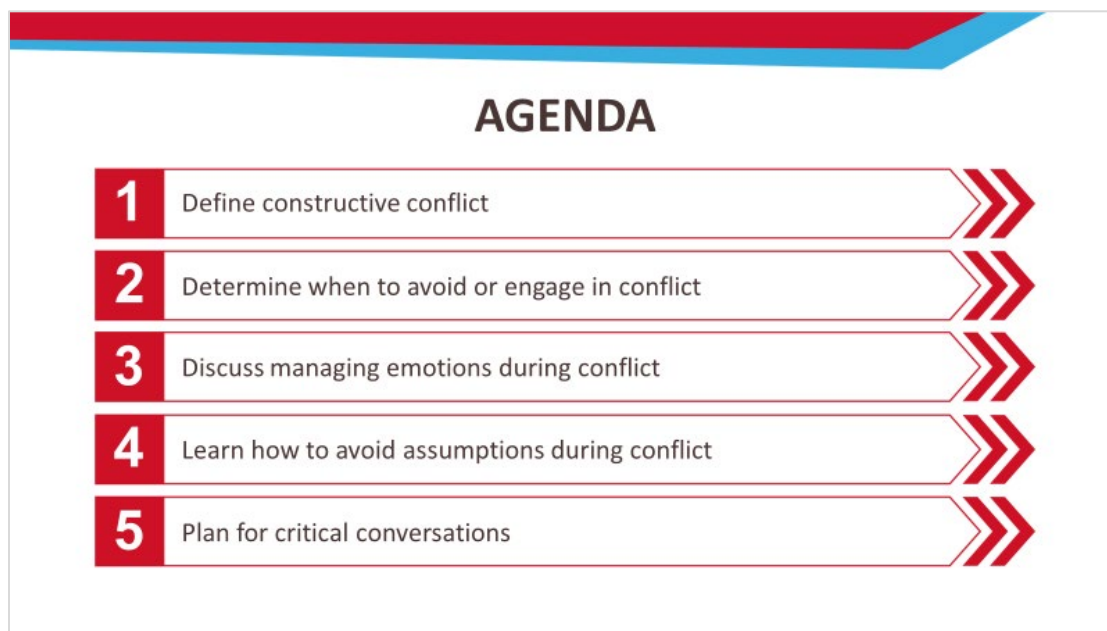 AGENDA
1 Define constructive conflict
2 Determine when to avoid or engage in conflict
3 Discuss managing emotions during conflict
4 Learn how to avoid assumptions during conflict
5 Plan for critical conversations